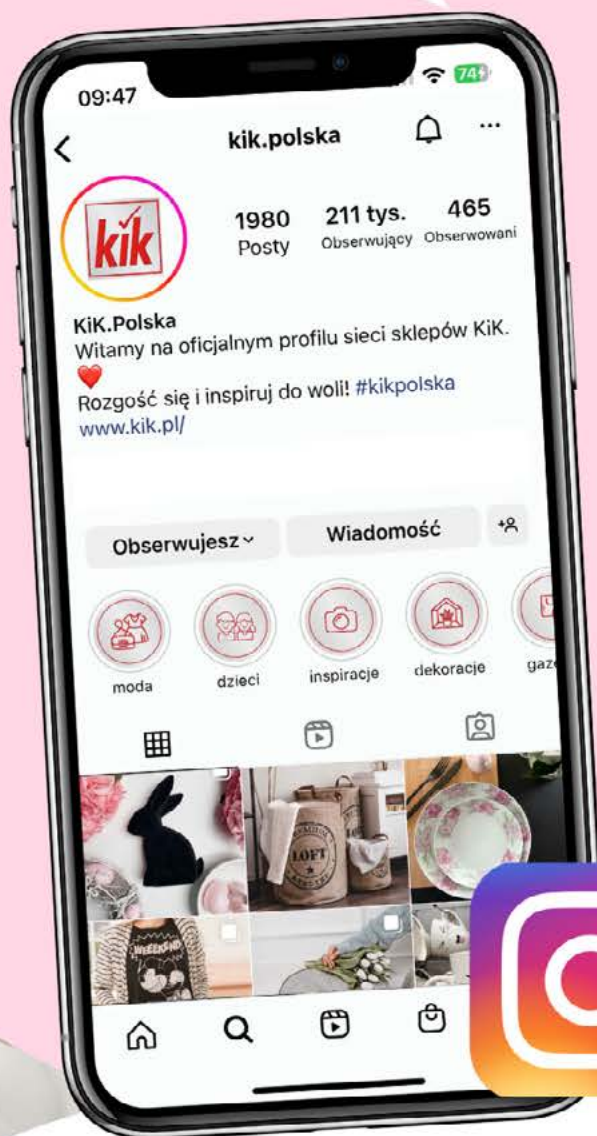 09:47
74
kik.polska
kik
1980
Posty
211 tys.
Obserwujący
465
Obserwowani
KiK.Polska
Witamy na oficjalnym profilu sieci sklepów KiK.
❤️
Rozgość się i inspiruj do woli! #kikpolska
www.kik.pl/
Obserwujesz
Wiadomość
moda
dzieci
inspiracje
dekoracje
gaz
LOFT
WEEKEND